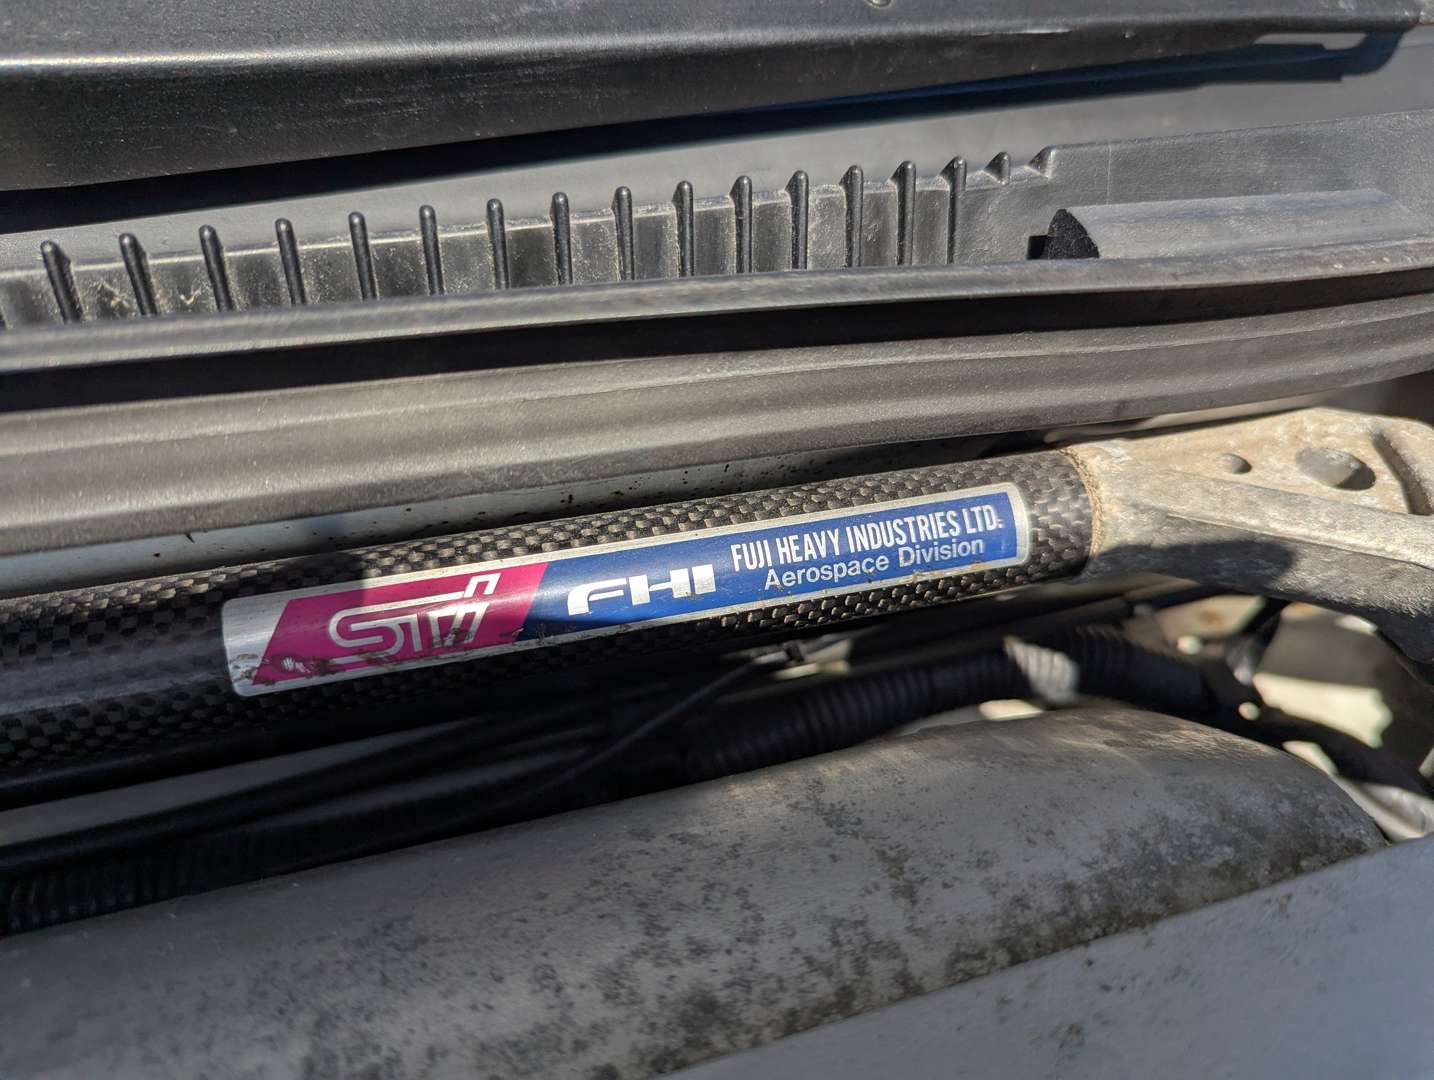 STi FHI FUJI HEAVY INDUSTRIES LTD.
Aerospace Division